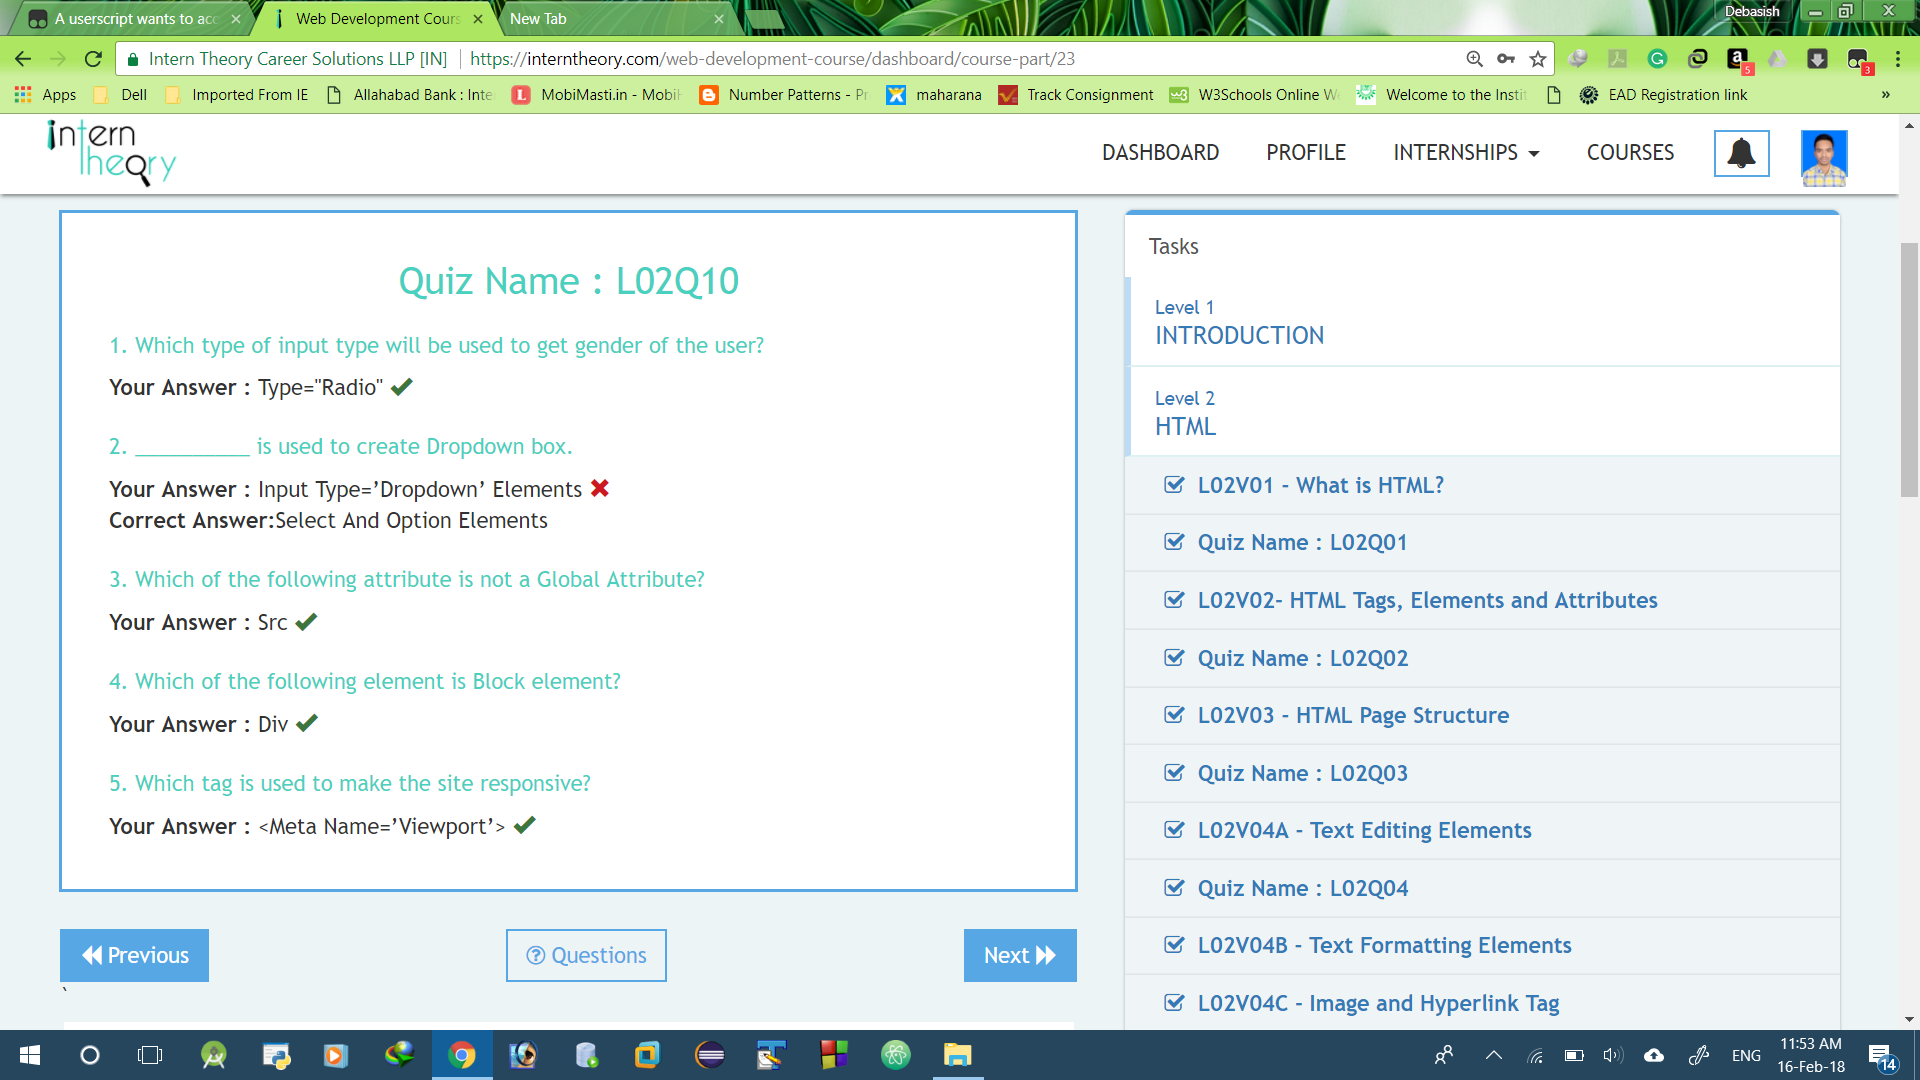 A userscript wants to acc
Web Development Cours
New Tab
Debasish
Intern Theory Career Solutions LLP [IN]
https://interntheory.com/web-development-course/dashboard/course-part/23
5
3
Apps
Dell
Imported From IE
Allahabad Bank : Inte
MobiMasti.in - MobiM
Number Patterns - Pr
maharana
Track Consignment
W3Schools Online We
Welcome to the Instit
EAD Registration link
»
intern
Theory
DASHBOARD
PROFILE
INTERNSHIPS
COURSES
Quiz Name : L02Q10
1. Which type of input type will be used to get gender of the user?
Your Answer : Type="Radio"
2. __________ is used to create Dropdown box.
Your Answer : Input Type=’Dropdown’ Elements
Correct Answer:Select And Option Elements
3. Which of the following attribute is not a Global Attribute?
Your Answer : Src
4. Which of the following element is Block element?
Your Answer : Div
5. Which tag is used to make the site responsive?
Your Answer : <Meta Name=’Viewport’>
Previous
Questions
Next
`
Tasks
Level 1
INTRODUCTION
Level 2
HTML
L02V01 - What is HTML?
Quiz Name : L02Q01
L02V02- HTML Tags, Elements and Attributes
Quiz Name : L02Q02
L02V03 - HTML Page Structure
Quiz Name : L02Q03
L02V04A - Text Editing Elements
Quiz Name : L02Q04
L02V04B - Text Formatting Elements
L02V04C - Image and Hyperlink Tag
ENG
11:53 AM
16-Feb-18
14